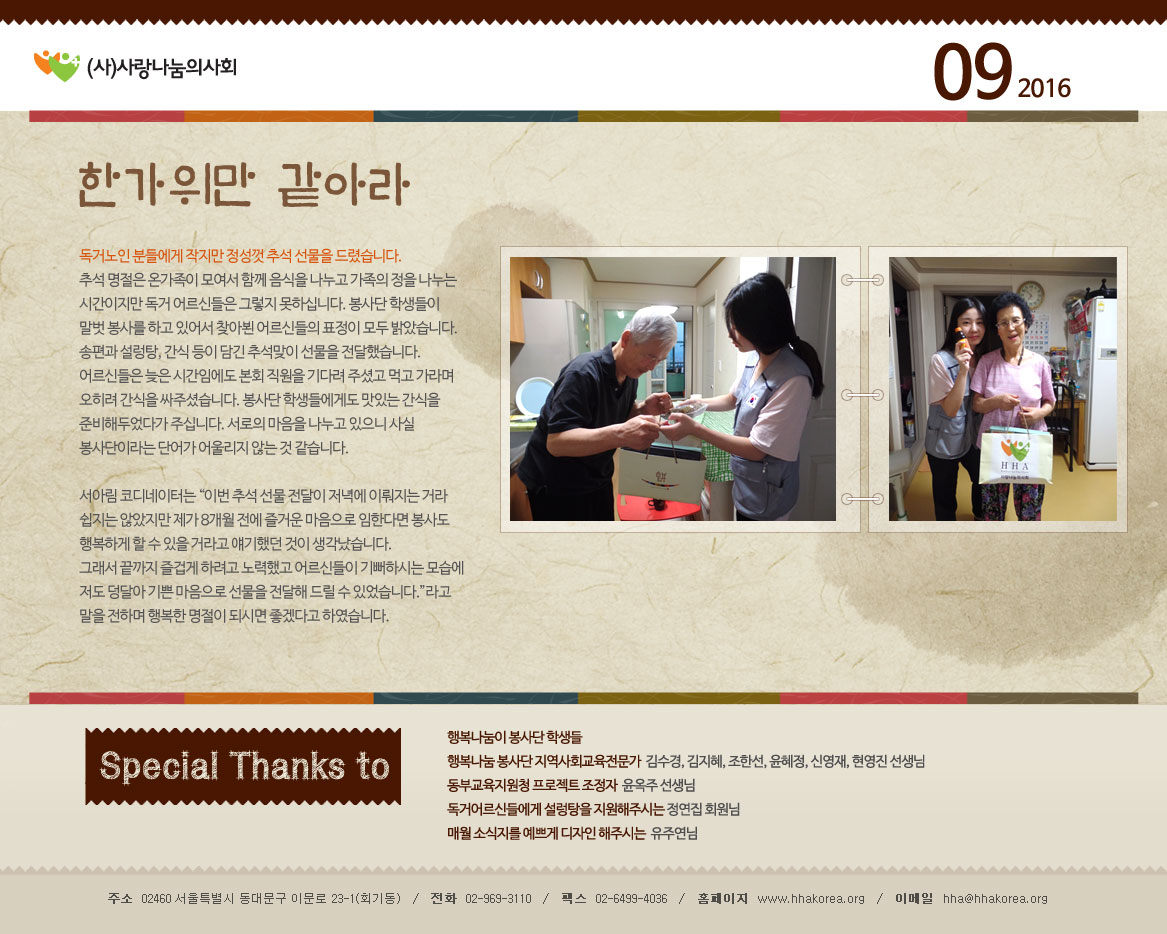 (사)사랑나눔의사회
09 2016
한가위만 같아라
독거노인 분들에게 작지만 정성껏 추석 선물을 드렸습니다.
추석 명절은 온가족이 모여서 함께 음식을 나누고 가족의 정을 나누는
시간이지만 독거 어르신들은 그렇지 못하십니다. 봉사단 학생들이
말벗 봉사를 하고 있어서 찾아뵌 어르신들의 표정이 모두 밝았습니다.
송편과 설렁탕, 간식 등이 담긴 추석맞이 선물을 전달했습니다.
어르신들은 늦은 시간임에도 본회 직원을 기다려 주셨고 먹고 가라며
오히려 간식을 싸주셨습니다. 봉사단 학생들에게도 맛있는 간식을
준비해두었다가 주십니다. 서로의 마음을 나누고 있으니 사실
봉사단이라는 단어가 어울리지 않는 것 같습니다.
서아림 코디네이터는 “이번 추석 선물 전달이 저녁에 이뤄지는 거라
쉽지는 않았지만 제가 8개월 전에 즐거운 마음으로 임한다면 봉사도
행복하게 할 수 있을 거라고 얘기했던 것이 생각났습니다.
그래서 끝까지 즐겁게 하려고 노력했고 어르신들이 기뻐하시는 모습에
저도 덩달아 기쁜 마음으로 선물을 전달해 드릴 수 있었습니다.”라고
말을 전하며 행복한 명절이 되시면 좋겠다고 하였습니다.
HHA
사랑나눔의사회
Special Thanks to
행복나눔이 봉사단 학생들
행복나눔 봉사단 지역사회교육전문가 김수경, 김지혜, 조한선, 윤혜정, 신영재, 현영진 선생님
동부교육지원청 프로젝트 조정자 윤옥주 선생님
독거어르신들에게 설렁탕을 지원해주시는 정연집 회원님
매월 소식지를 예쁘게 디자인 해주시는 유주연님
주소 02460 서울특별시 동대문구 이문로 23-1(회기동) / 전화 02-969-3110 / 팩스 02-6499-4036 / 홈페이지 www.hhakorea.org / 이메일 hha@hhakorea.org